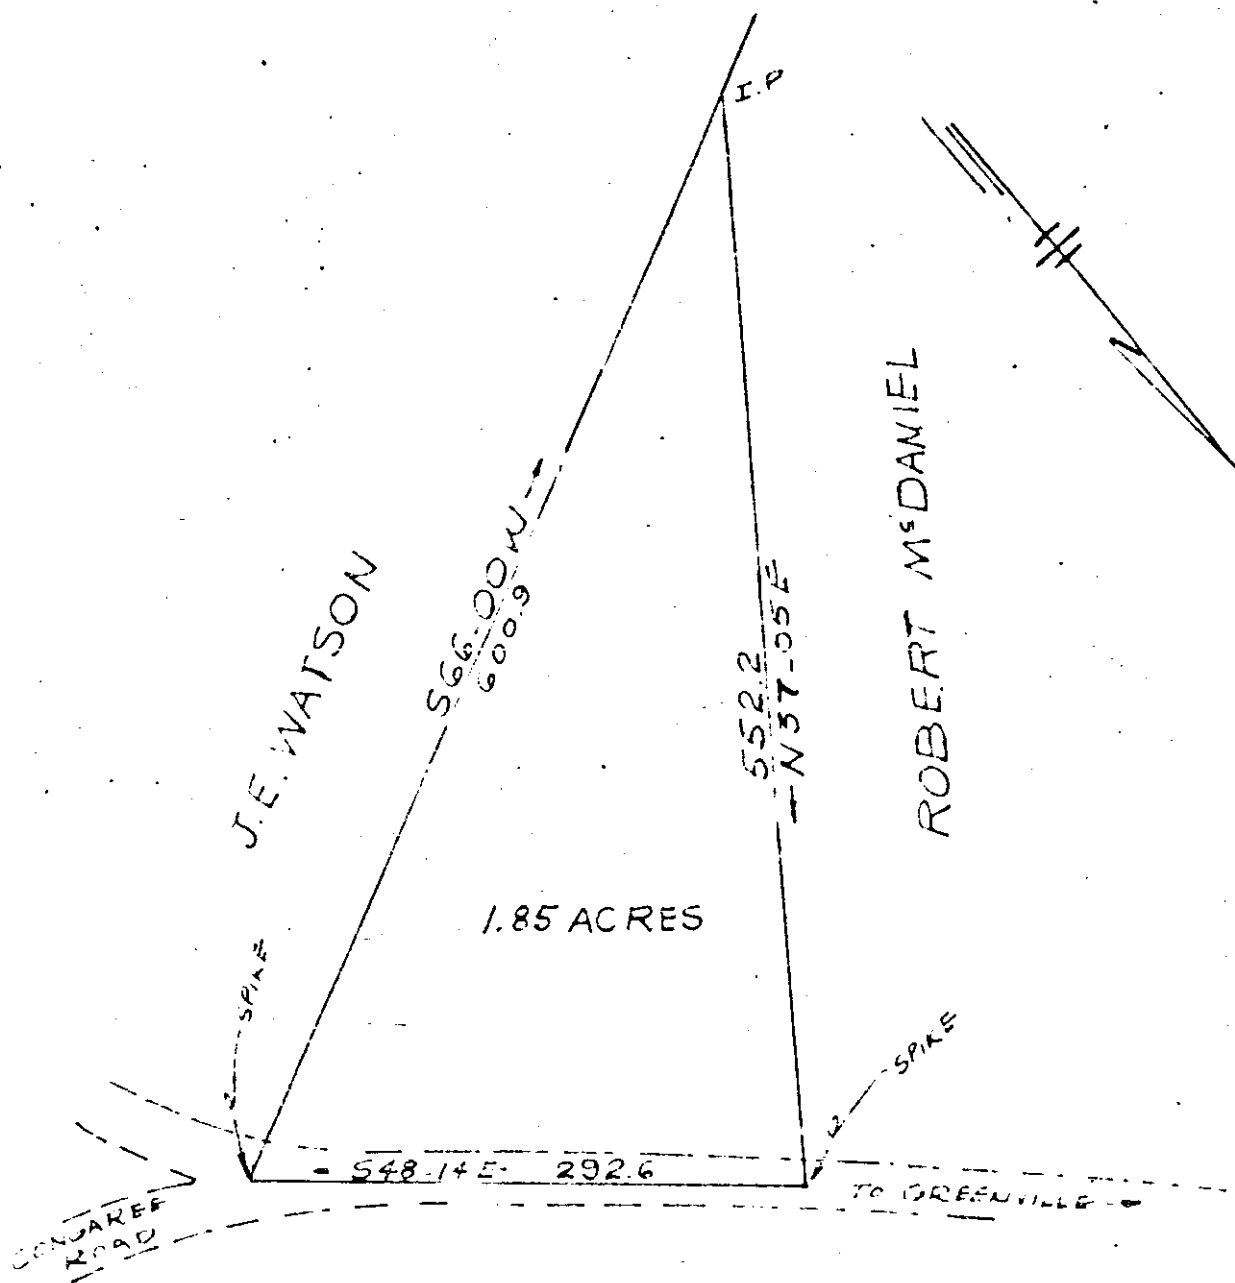 I.P
N
J.E. WATSON
S66-00W
600.9
552.2
N37-05E
ROBERT McDANIEL
1.85 ACRES
SPIKE
SPIKE
S48-14E 292.6
TO GREENVILLE
ROAD